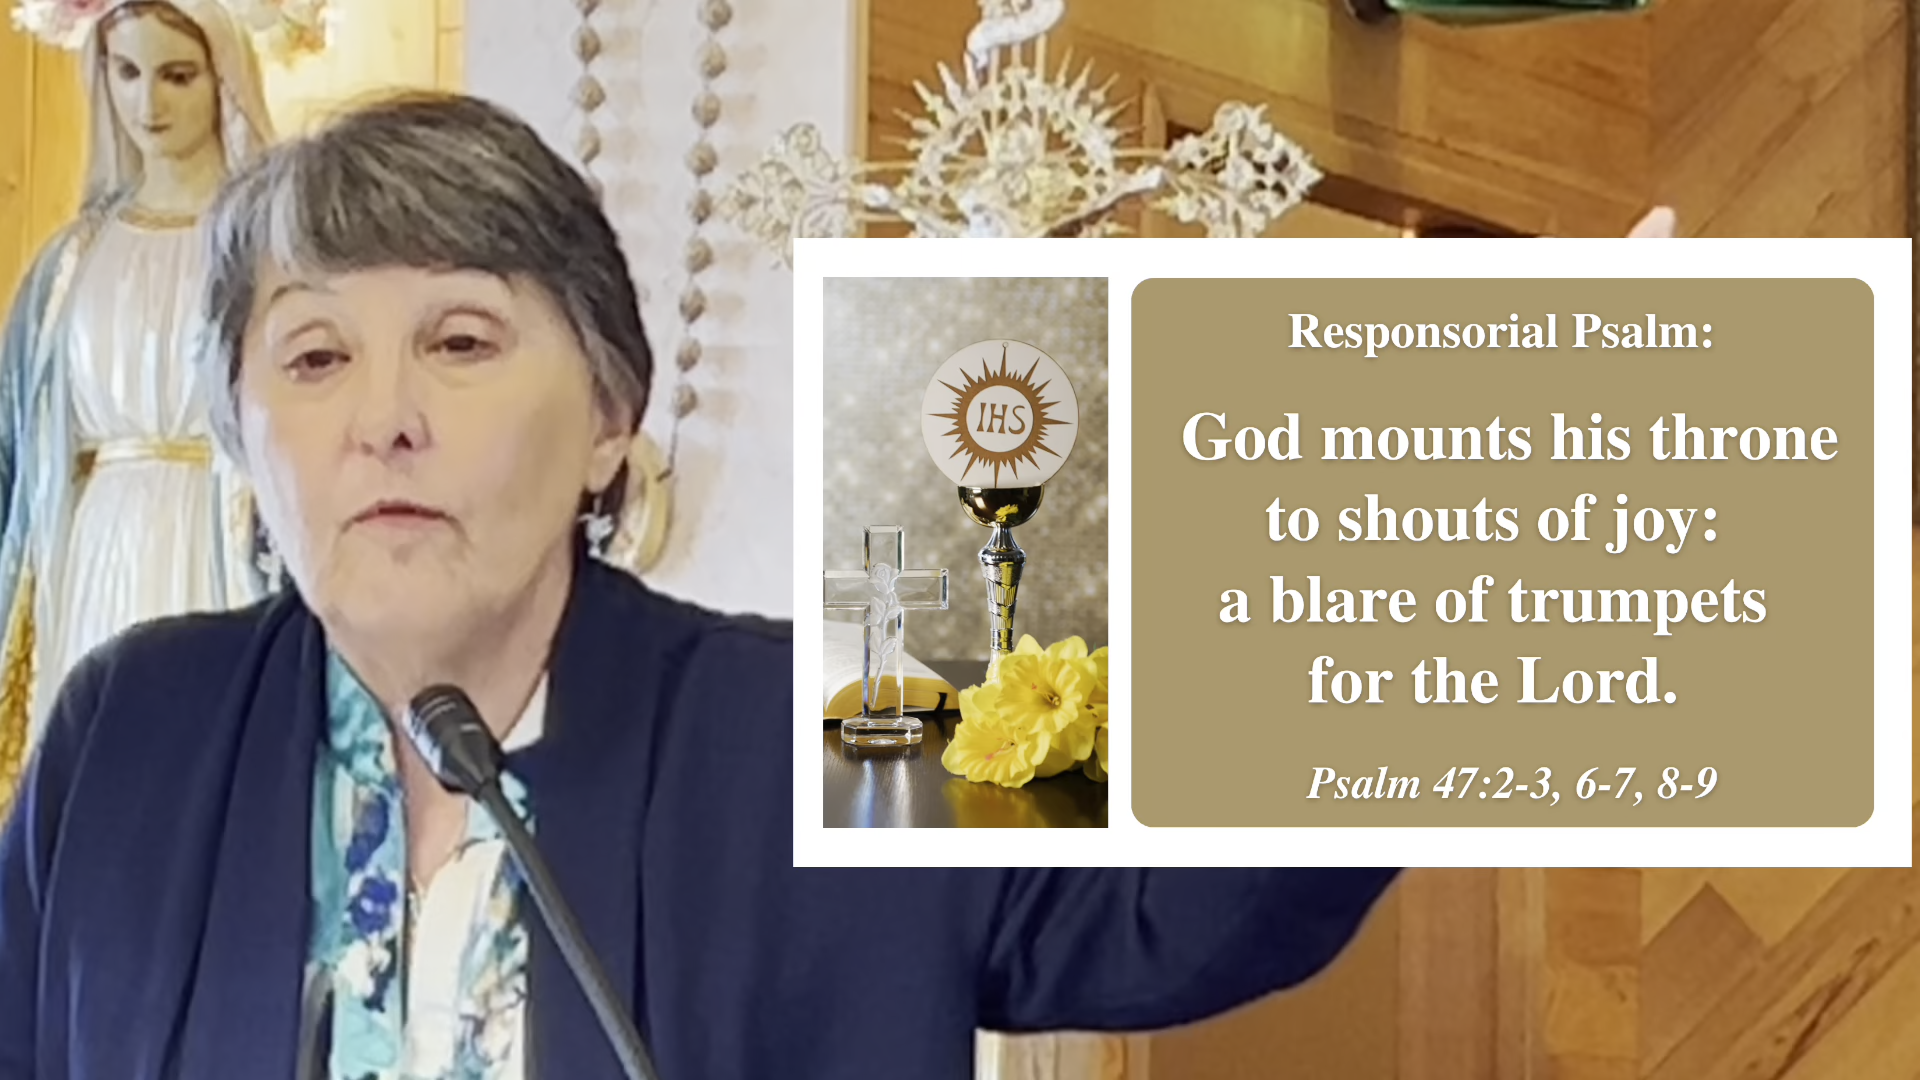 IHS
Responsorial Psalm:
God mounts his throne
to shouts of joy:
a blare of trumpets
for the Lord.
Psalm 47:2-3, 6-7, 8-9